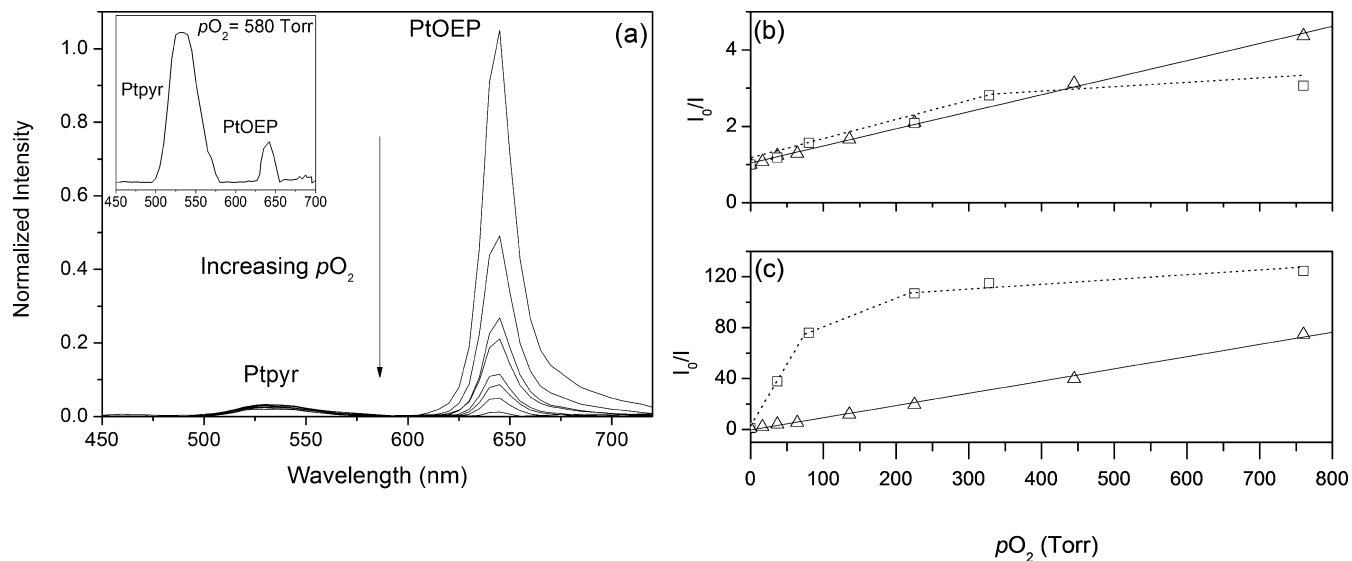 (a)
PtOEP
pO₂= 580 Torr
Ptpyr
PtOEP
450 500 550 600 650 700
1.0
0.8
0.6
0.4
0.2
0.0
Normalized Intensity
Increasing pO₂
Ptpyr
450 500 550 600 650 700
Wavelength (nm)
(b)
4
2
0
I₀/I
(c)
120
80
40
0
I₀/I
0 100 200 300 400 500 600 700 800
pO₂ (Torr)